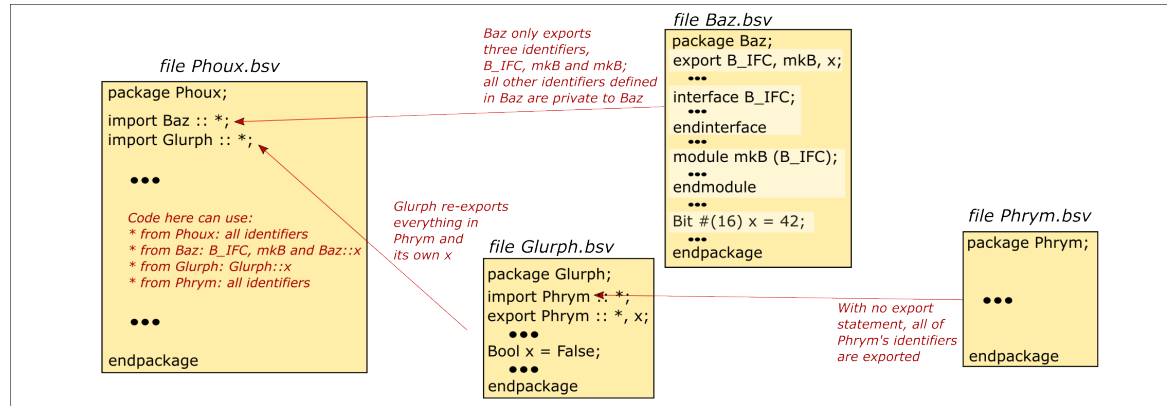 file Phoux.bsv
package Phoux;
import Baz :: *;
import Glurph :: *;
•••
Code here can use:
* from Phoux: all identifiers
* from Baz: B_IFC, mkB and Baz::x
* from Glurph: Glurph::x
* from Phrym: all identifiers
•••
endpackage
Baz only exports
three identifiers,
B_IFC, mkB and mkB;
all other identifiers defined
in Baz are private to Baz
file Baz.bsv
package Baz;
export B_IFC, mkB, x;
•••
interface B_IFC;
•••
endinterface
•••
module mkB (B_IFC);
•••
endmodule
•••
Bit #(16) x = 42;
•••
endpackage
Glurph re-exports
everything in
Phrym and
its own x
file Glurph.bsv
package Glurph;
import Phrym :: *;
export Phrym :: *, x;
•••
Bool x = False;
•••
endpackage
With no export
statement, all of
Phrym's identifiers
are exported
file Phrym.bsv
package Phrym;
•••
endpackage